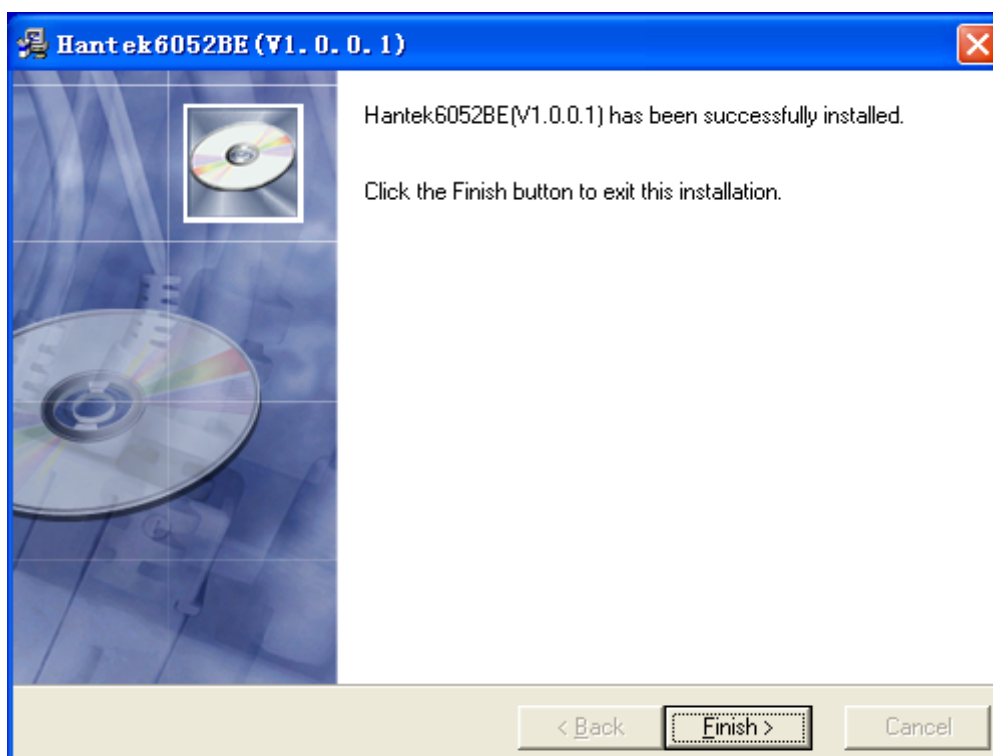 Hantek6052BE(V1.0.0.1)
Hantek6052BE(V1.0.0.1) has been successfully installed.
Click the Finish button to exit this installation.
< Back
Finish >
Cancel